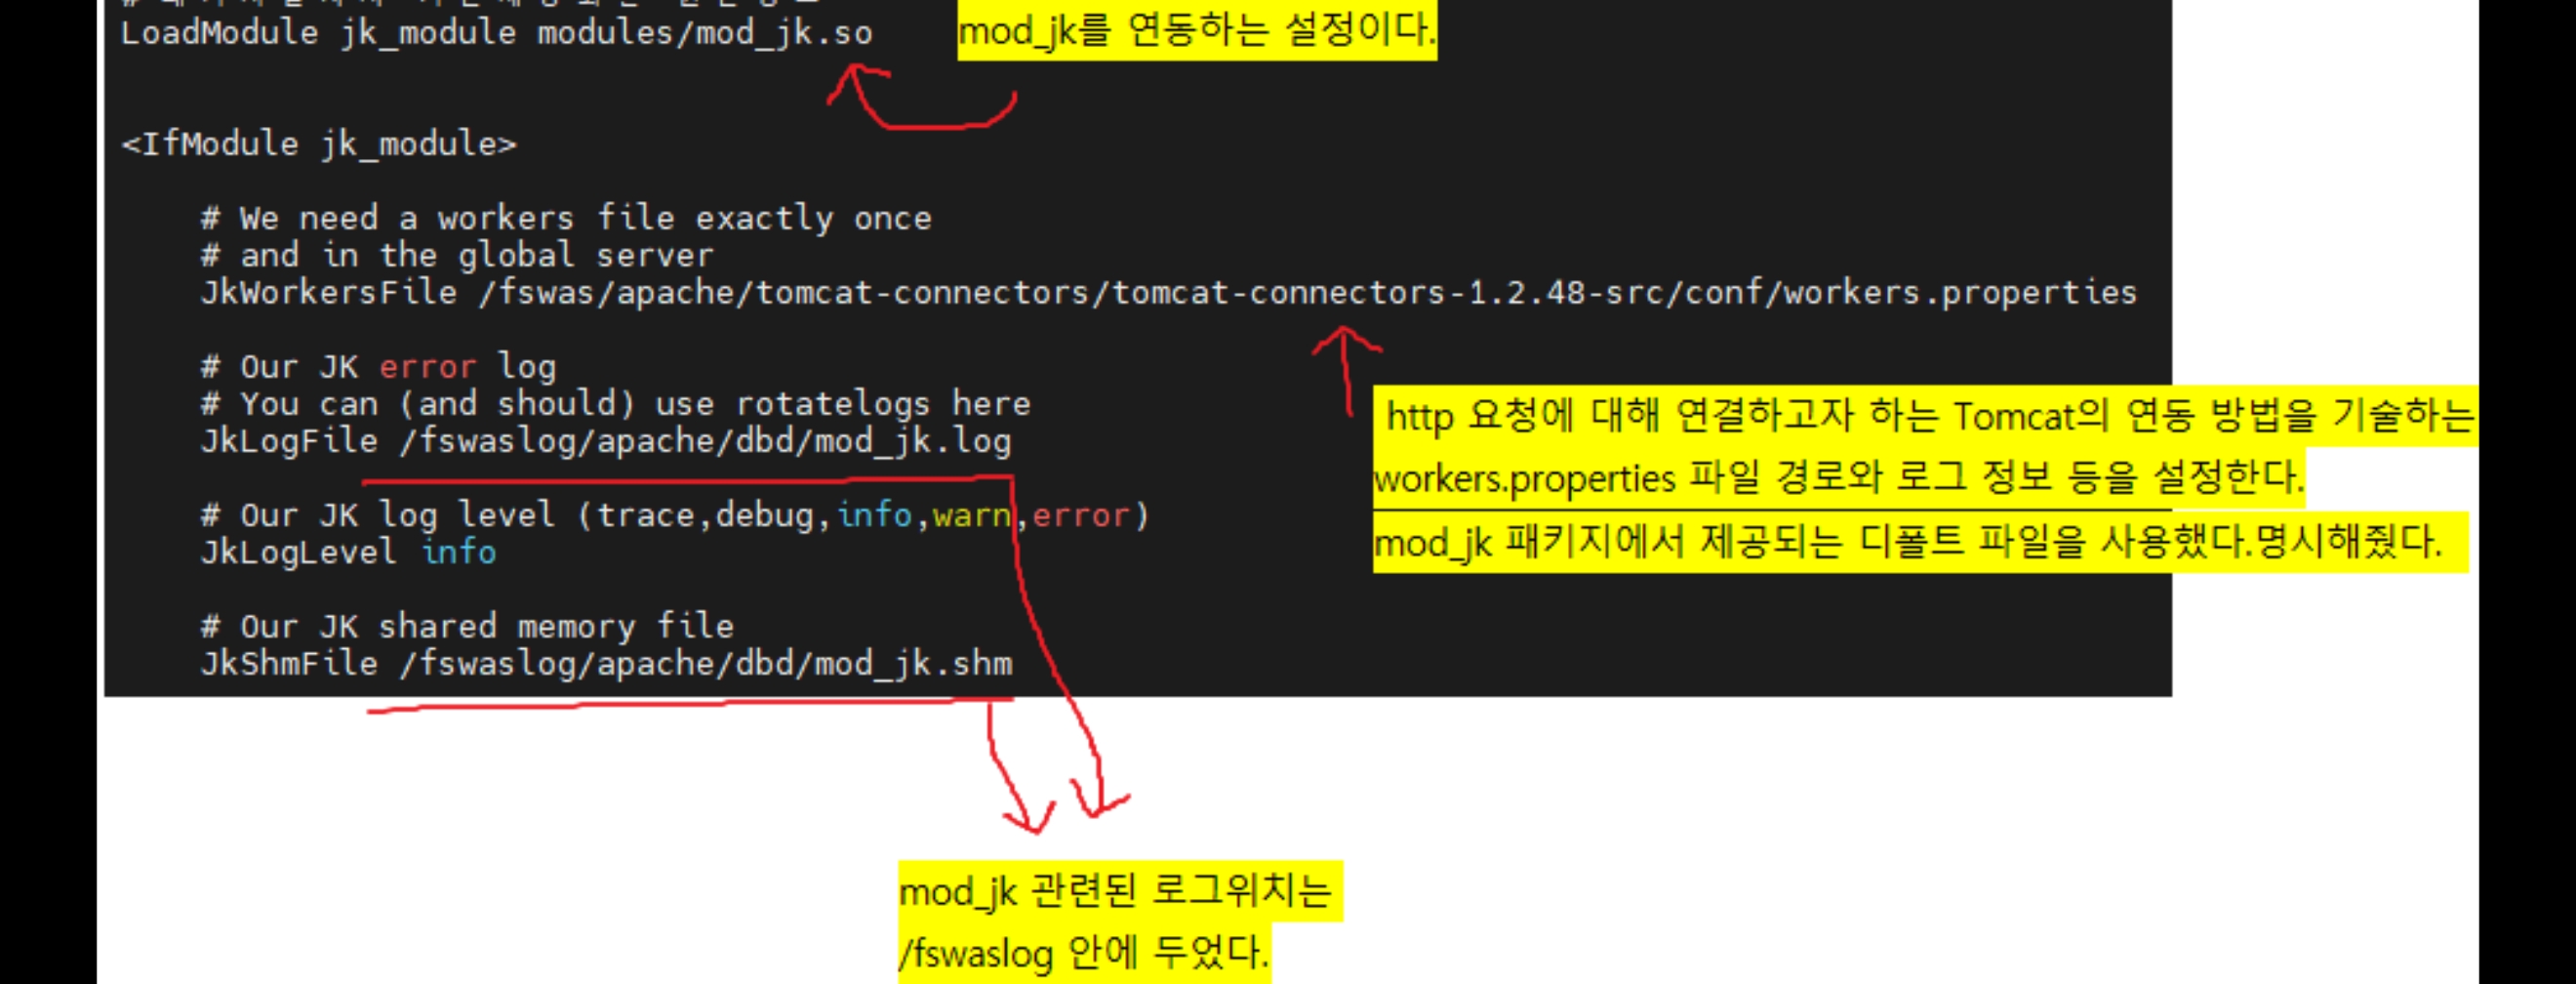 LoadModule jk_module modules/mod_jk.so
mod_jk를 연동하는 설정이다.
<IfModule jk_module>
# We need a workers file exactly once
# and in the global server
JkWorkersFile /fswas/apache/tomcat-connectors/tomcat-connectors-1.2.48-src/conf/workers.properties
# Our JK error log
# You can (and should) use rotatelogs here
JkLogFile /fswaslog/apache/dbd/mod_jk.log
http 요청에 대해 연결하고자 하는 Tomcat의 연동 방법을 기술하는
workers.properties 파일 경로와 로그 정보 등을 설정한다.
mod_jk 패키지에서 제공되는 디폴트 파일을 사용했다.명시해줬다.
# Our JK log level (trace,debug,info,warn,error)
JkLogLevel info
# Our JK shared memory file
JkShmFile /fswaslog/apache/dbd/mod_jk.shm
mod_jk 관련된 로그위치는
/fswaslog 안에 두었다.